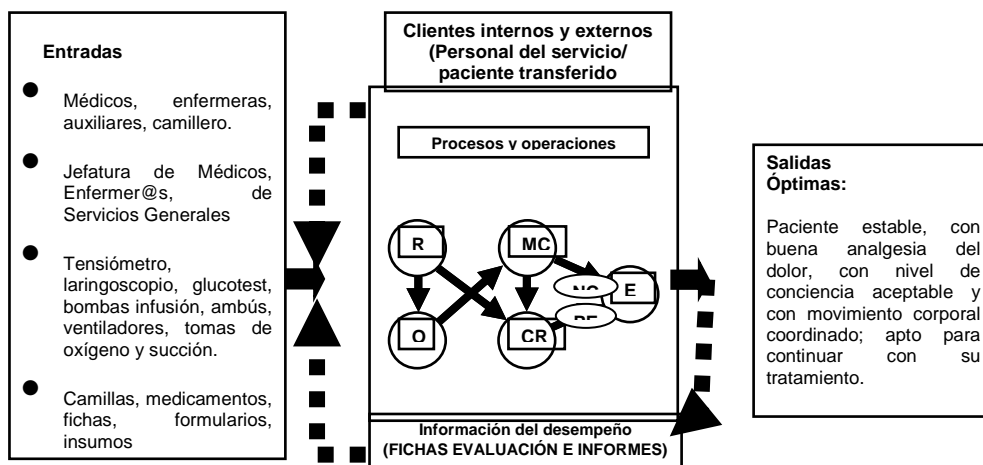 Entradas
Médicos, enfermeras,
auxiliares, camillero.
Jefatura de Médicos,
Enfermer@s, de
Servicios Generales
Tensiómetro,
laringoscopio, glucotest,
bombas infusión, ambús,
ventiladores, tomas de
oxígeno y succión.
Camillas, medicamentos,
fichas, formularios,
insumos
Clientes internos y externos
(Personal del servicio/
paciente transferido
Procesos y operaciones
R
MC
E
O
CR
Información del desempeño
(FICHAS EVALUACIÓN E INFORMES)
Salidas
Óptimas:
Paciente estable, con
buena analgesia del
dolor, con nivel de
conciencia aceptable y
con movimiento corporal
coordinado; apto para
continuar con su
tratamiento.